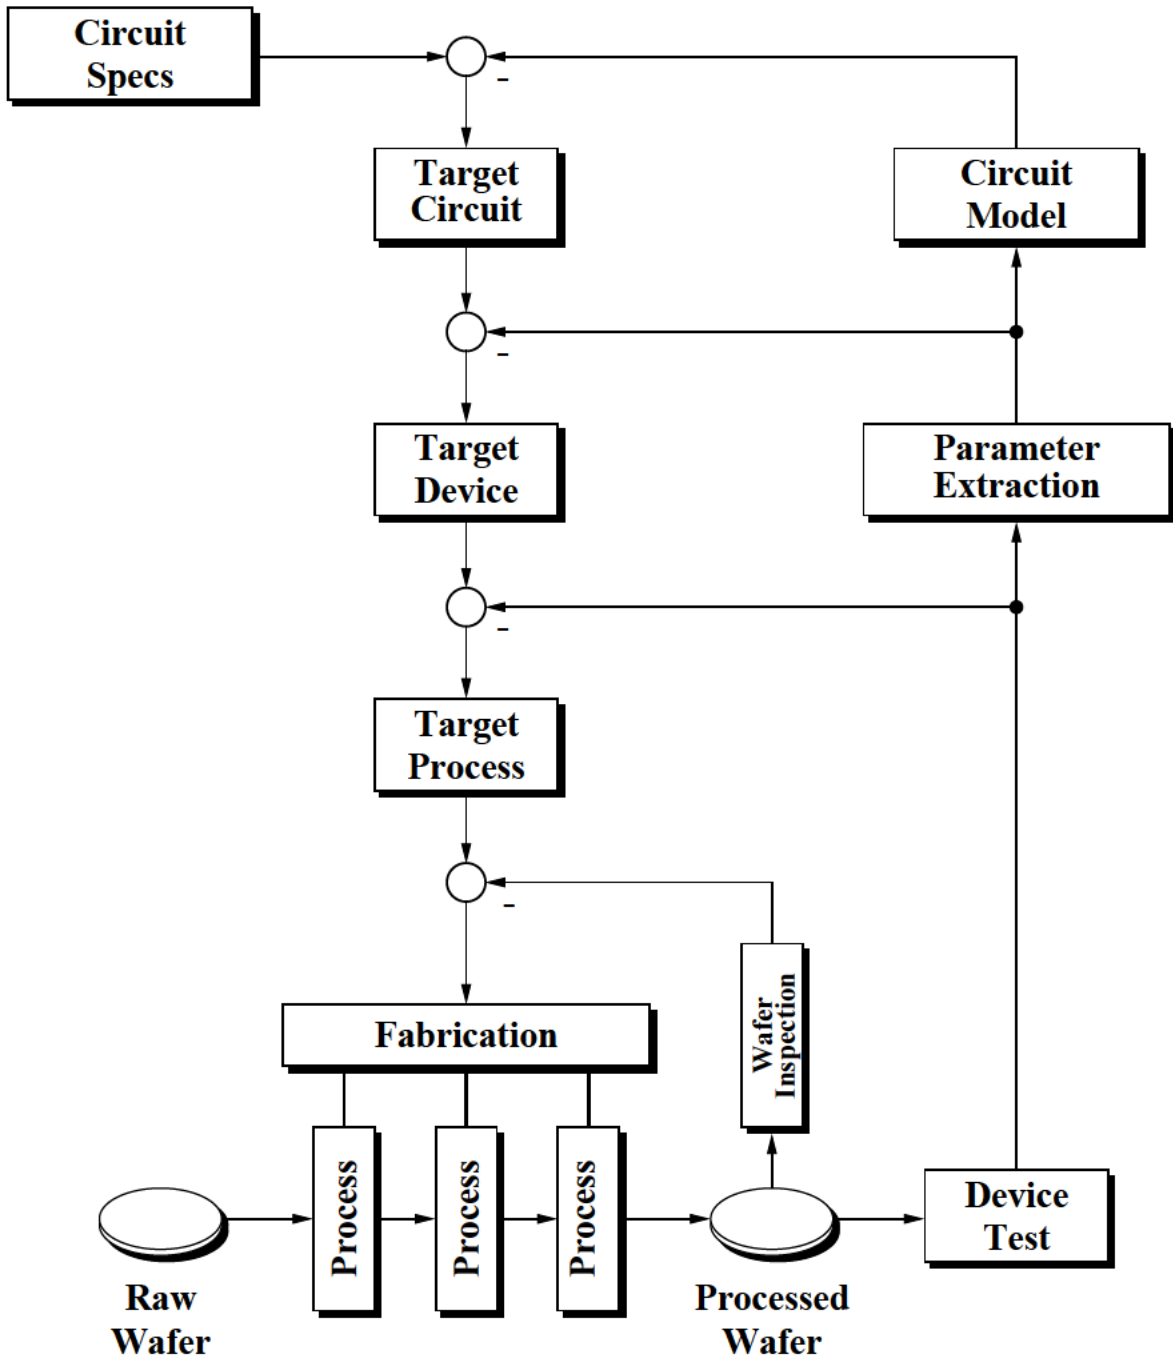 Circuit
Specs
-
Target
Circuit
Circuit
Model
-
Target
Device
Parameter
Extraction
-
Target
Process
-
Fabrication
Wafer
Inspection
Process
Process
Process
Device
Test
Raw
Wafer
Processed
Wafer